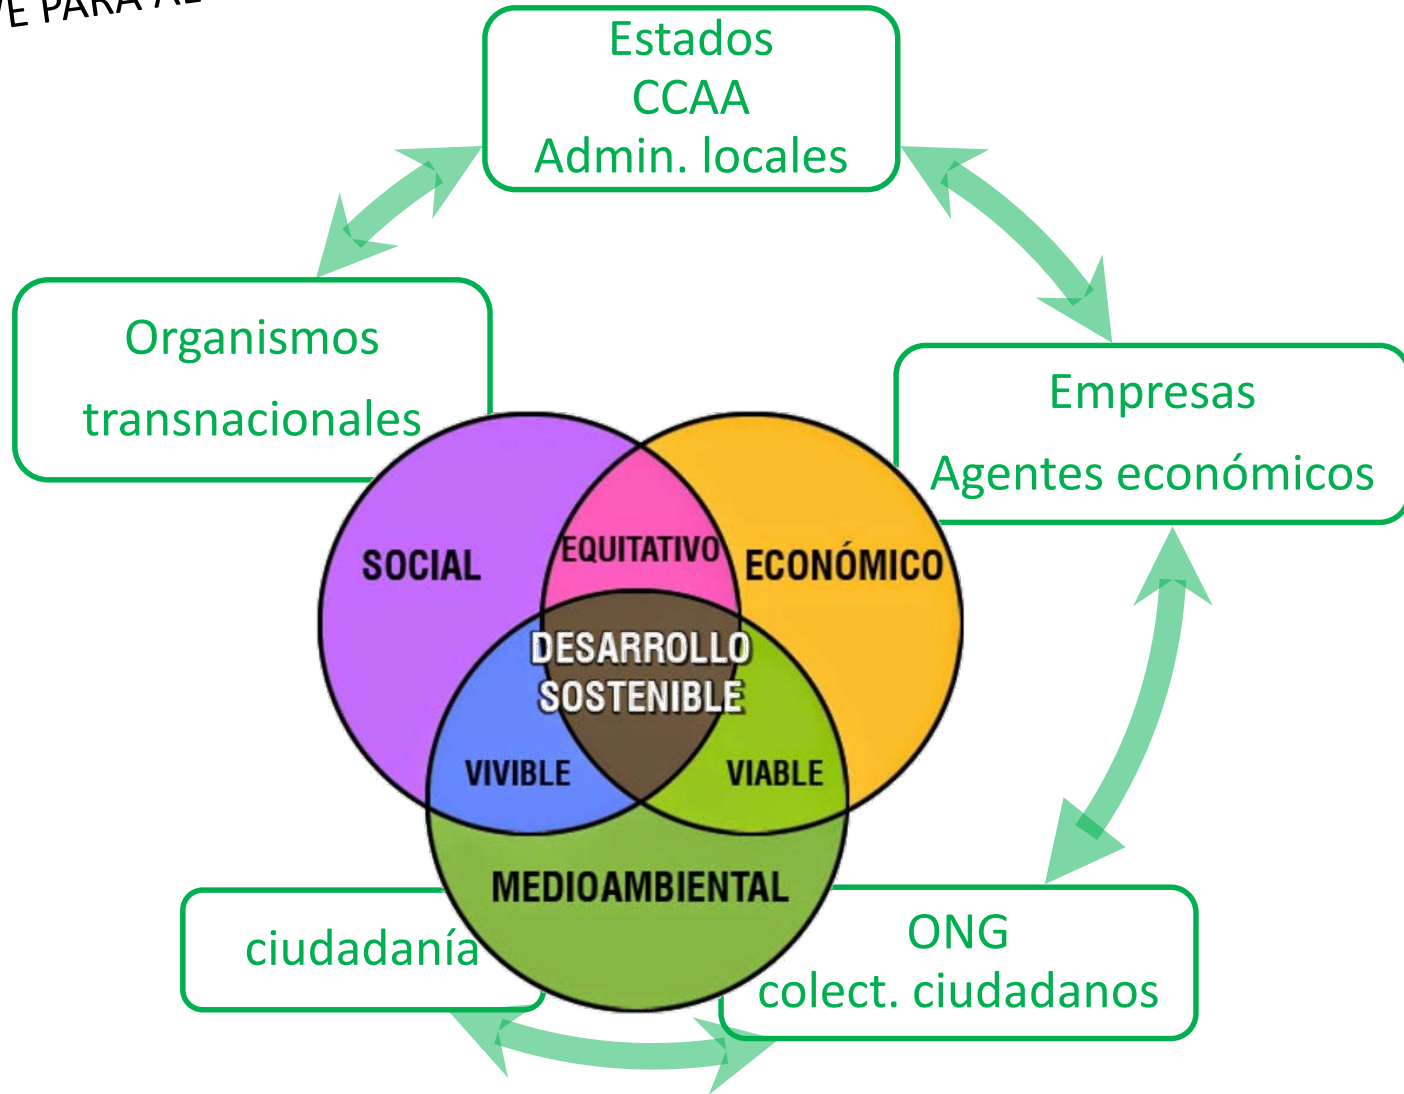 PARA
Estados
CCAA
Admin. locales
Organismos
transnacionales
Empresas
Agentes económicos
SOCIAL
EQUITATIVO
ECONÓMICO
DESARROLLO
SOSTENIBLE
VIVIBLE
VIABLE
MEDIOAMBIENTAL
ciudadanía
ONG
colect. ciudadanos